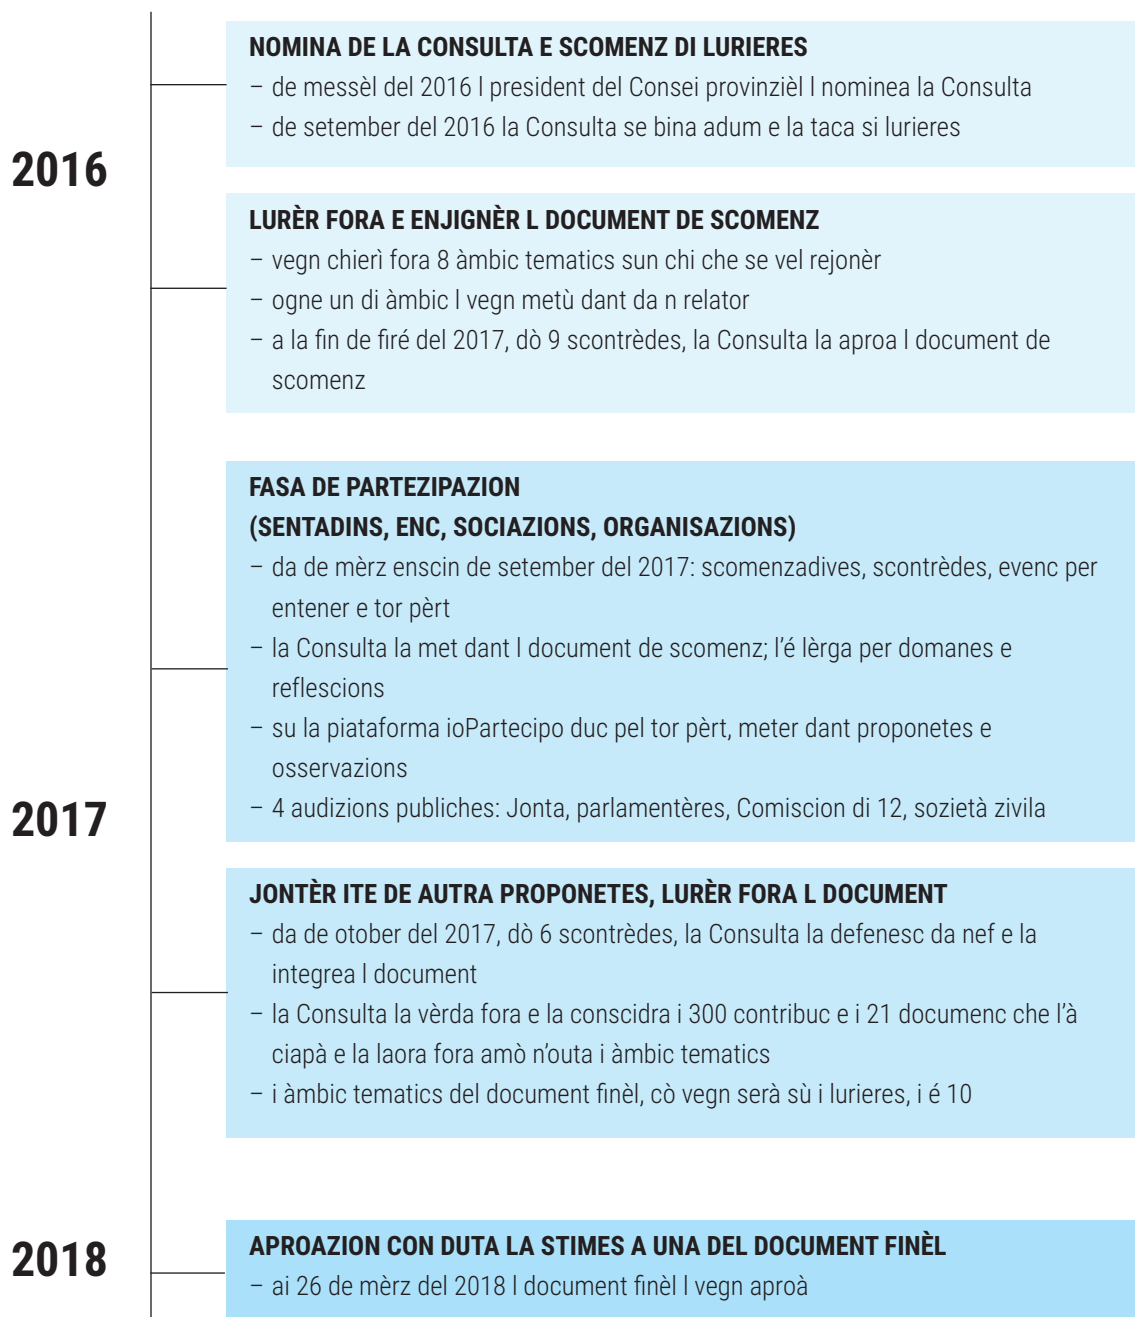 2016
NOMINA DE LA CONSULTA E SCOMENZ DI LURIERES
– de messèl del 2016 l president del Consei provinzièl l nominea la Consulta
– de setember del 2016 la Consulta se bina adum e la taca si lurieres
LURÈR FORA E ENJIGNÈR L DOCUMENT DE SCOMENZ
– vegn chierì fora 8 àmbic tematics sun chi che se vel rejonèr
– ogne un di àmbic l vegn metù dant da n relator
– a la fin de firé del 2017, dò 9 scontrèdes, la Consulta la aproa l document de
scomenz
2017
FASA DE PARTEZIPAZION
(SENTADINS, ENC, SOCIAZIONS, ORGANISAZIONS)
– da de mèrz enscin de setember del 2017: scomenzadives, scontrèdes, evenc per
entener e tor pèrt
– la Consulta la met dant l document de scomenz; l’é lèrga per domanes e
reflescions
– su la piataforma ioPartecipo duc pel tor pèrt, meter dant proponetes e
osservazions
– 4 audizions publiches: Jonta, parlamentères, Comiscion di 12, sozietà zivila
JONTÈR ITE DE AUTRA PROPONETES, LURÈR FORA L DOCUMENT
– da de otober del 2017, dò 6 scontrèdes, la Consulta la defenesc da nef e la
integrea l document
– la Consulta la vèrda fora e la conscidra i 300 contribuc e i 21 documenc che l’à
ciapà e la laora fora amò n’outa i àmbic tematics
– i àmbic tematics del document finèl, cò vegn serà sù i lurieres, i é 10
2018
APROAZION CON DUTA LA STIMES A UNA DEL DOCUMENT FINÈL
– ai 26 de mèrz del 2018 l document finèl l vegn aproà